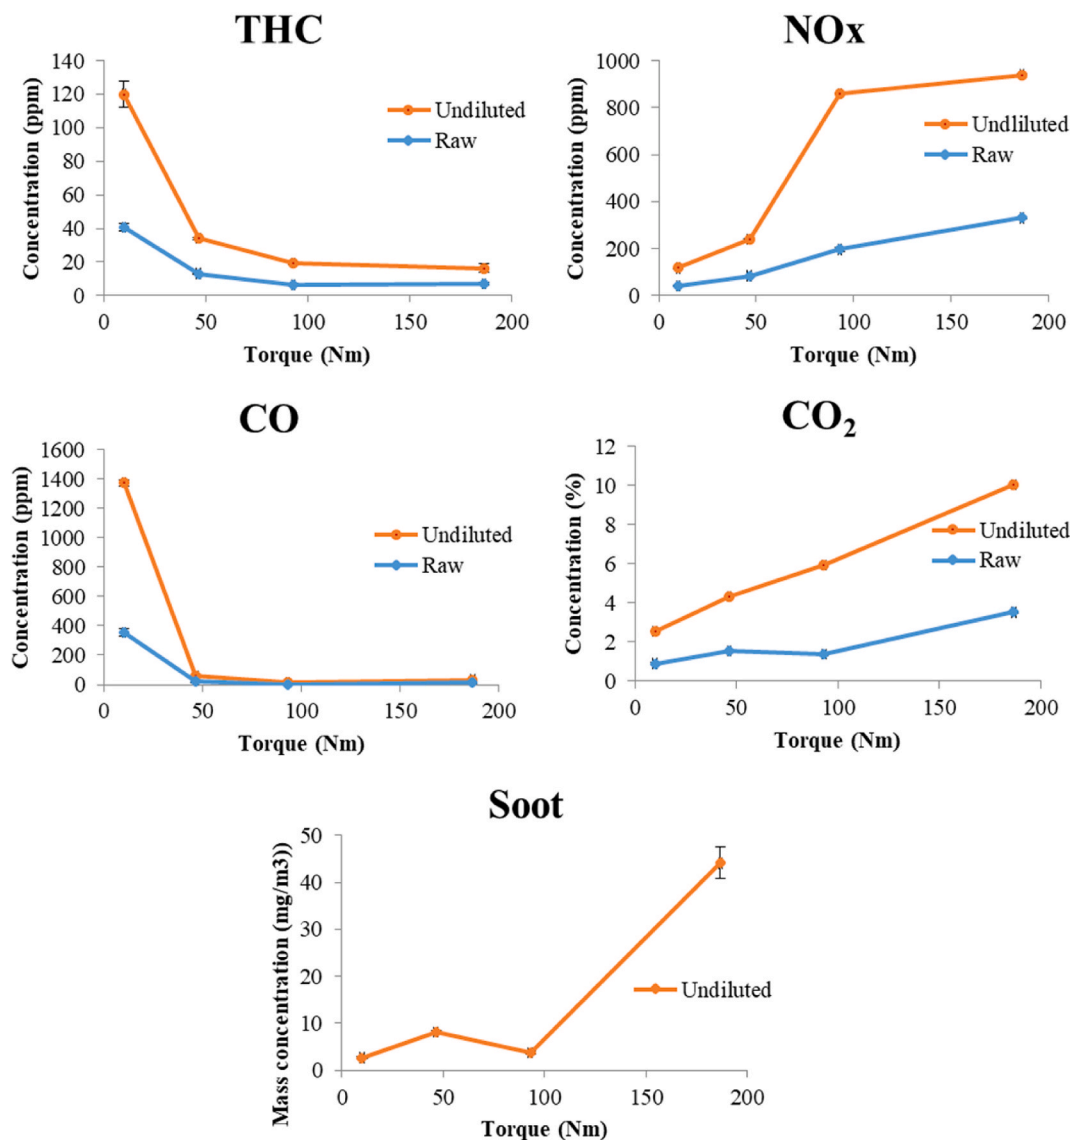 THC
Concentration (ppm)
140
120
100
80
60
40
20
0
0 50 100 150 200
Torque (Nm)
Undiluted
Raw
NOx
Concentration (ppm)
1000
800
600
400
200
0
0 50 100 150 200
Torque (Nm)
Undliluted
Raw
CO
Concentration (ppm)
1600
1400
1200
1000
800
600
400
200
0
0 50 100 150 200
Torque (Nm)
Undiluted
Raw
CO₂
Concentration (%)
12
10
8
6
4
2
0
0 50 100 150 200
Torque (Nm)
Undiluted
Raw
Soot
Mass concentration (mg/m3))
50
40
30
20
10
0
0 50 100 150 200
Torque (Nm)
Undiluted